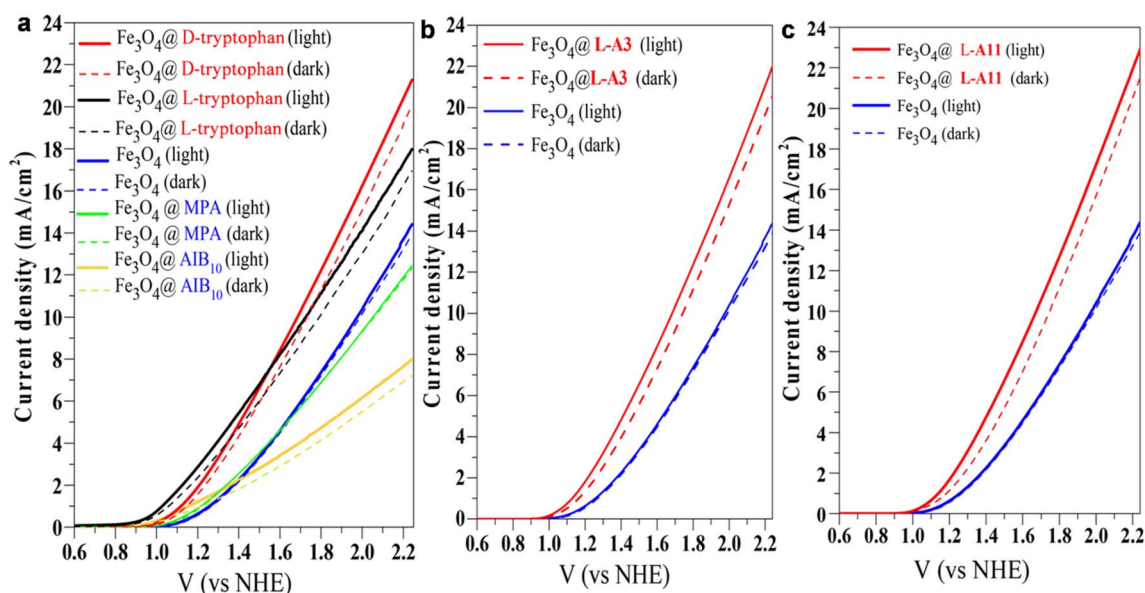 a
24
22
20
18
16
14
12
10
8
6
4
2
0
Current density (mA/cm²)
Fe₃O₄@ D-tryptophan (light)
Fe₃O₄@ D-tryptophan (dark)
Fe₃O₄@ L-tryptophan (light)
Fe₃O₄@ L-tryptophan (dark)
Fe₃O₄ (light)
Fe₃O₄ (dark)
Fe₃O₄ @ MPA (light)
Fe₃O₄ @ MPA (dark)
Fe₃O₄@ AIB₁₀ (light)
Fe₃O₄@ AIB₁₀ (dark)
0.6 0.8 1.0 1.2 1.4 1.6 1.8 2.0 2.2
V (vs NHE)
b
24
22
20
18
16
14
12
10
8
6
4
2
0
Current density (mA/cm²)
Fe₃O₄@ L-A3 (light)
Fe₃O₄@L-A3 (dark)
Fe₃O₄ (light)
Fe₃O₄ (dark)
0.6 0.8 1.0 1.2 1.4 1.6 1.8 2.0 2.2
V (vs NHE)
c
24
22
20
18
16
14
12
10
8
6
4
2
0
Current density (mA/cm²)
Fe₃O₄@ L-A11 (light)
Fe₃O₄@ L-A11 (dark)
Fe₃O₄ (light)
Fe₃O₄ (dark)
0.6 0.8 1.0 1.2 1.4 1.6 1.8 2.0 2.2
V (vs NHE)